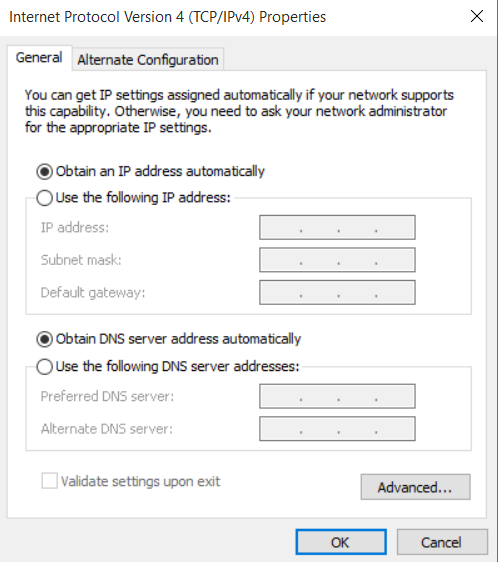 Internet Protocol Version 4 (TCP/IPv4) Properties
General
Alternate Configuration
You can get IP settings assigned automatically if your network supports
this capability. Otherwise, you need to ask your network administrator
for the appropriate IP settings.
Obtain an IP address automatically
Use the following IP address:
IP address:
Subnet mask:
Default gateway:
Obtain DNS server address automatically
Use the following DNS server addresses:
Preferred DNS server:
Alternate DNS server:
Validate settings upon exit
Advanced...
OK
Cancel